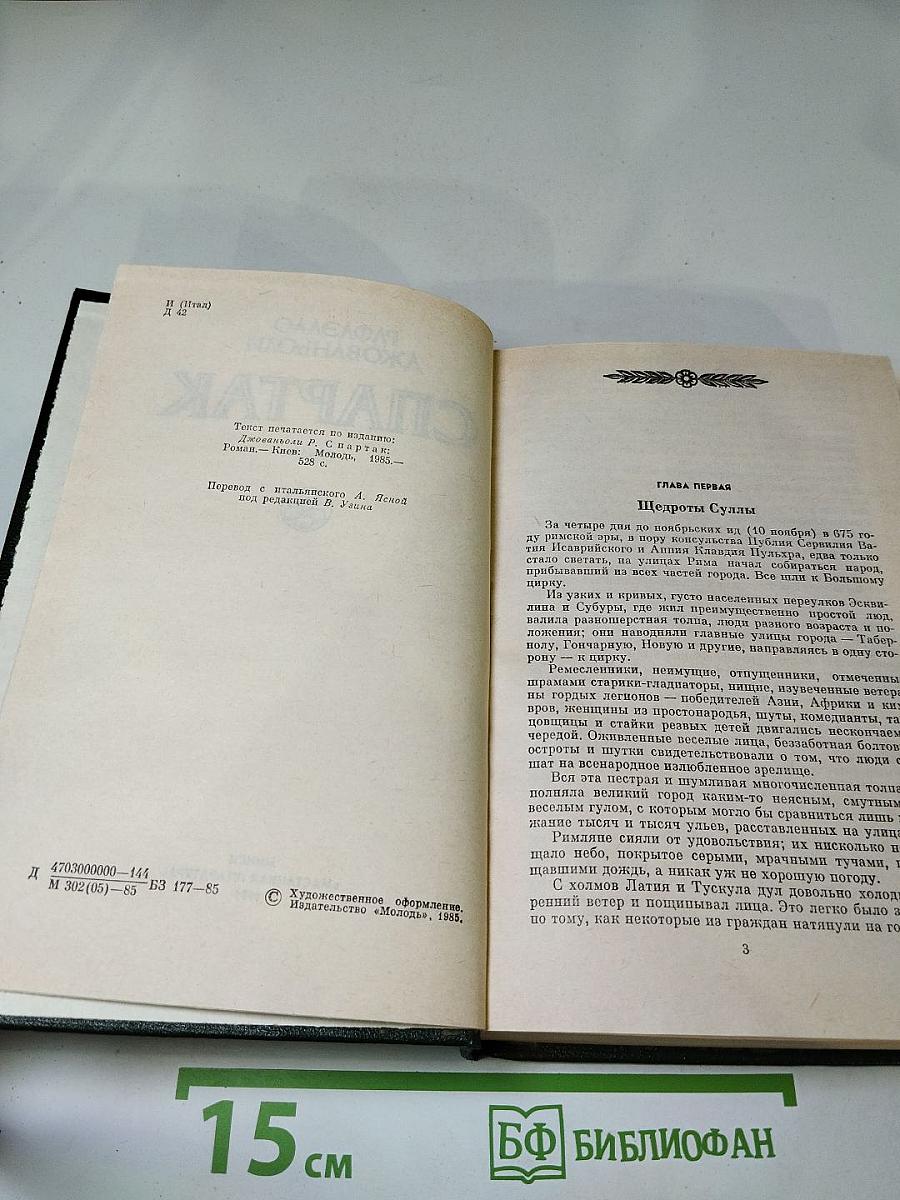 И (Итал)
Д 42
Текст печатается по изданию:
Джованьоли Р. Спартак:
Роман.— Киев: Молодь, 1985.—
528 с.
Перевод с итальянского А. Ясной
под редакцией В. Узина
Д 4703000000—144
М 302(05)—85 БЗ 177—85
© Художественное оформление.
Издательство «Молодь», 1985.
ГЛАВА ПЕРВАЯ
Щедроты Суллы
За четыре дня до ноябрьских ид (10 ноября) в 675 го-
ду римской эры, в пору консульства Публия Сервилия Ва-
тия Исаврийского и Аппия Клавдия Пульхра, едва только
стало светать, на улицах Рима начал собираться народ,
прибывавший из всех частей города. Все шли к Большому
цирку.
Из узких и кривых, густо населенных переулков Эскви-
лина и Субуры, где жил преимущественно простой люд,
валила разношерстная толпа, люди разного возраста и по-
ложения; они наводняли главные улицы города — Табер-
нолу, Гончарную, Новую и другие, направляясь в одну сто-
рону — к цирку.
Ремесленники, неимущие, отпущенники, отмеченны
шрамами старики-гладиаторы, нищие, изувеченные ветера
ны гордых легионов — победителей Азии, Африки и ким
вров, женщины из простонародья, шуты, комедианты, та
цовщицы и стайки резвых детей двигались нескончаем
чередой. Оживленные веселые лица, беззаботная болтов
остроты и шутки свидетельствовали о том, что люди с
шат на всенародное излюбленное зрелище.
Вся эта пестрая и шумливая многочисленная толпа
полняла великий город каким-то неясным, смутным
веселым гулом, с которым могло бы сравниться лишь
жание тысяч и тысяч ульев, расставленных на улица
Римляне сияли от удовольствия; их нисколько н
щало небо, покрытое серыми, мрачными тучами,
щавшими дождь, а никак уж не хорошую погоду.
С холмов Латия и Тускула дул довольно холод
ренний ветер и пощипывал лица. Это легко было з
по тому, как некоторые из граждан натянули на го
3
15 см
БФ БИБЛИОФАН